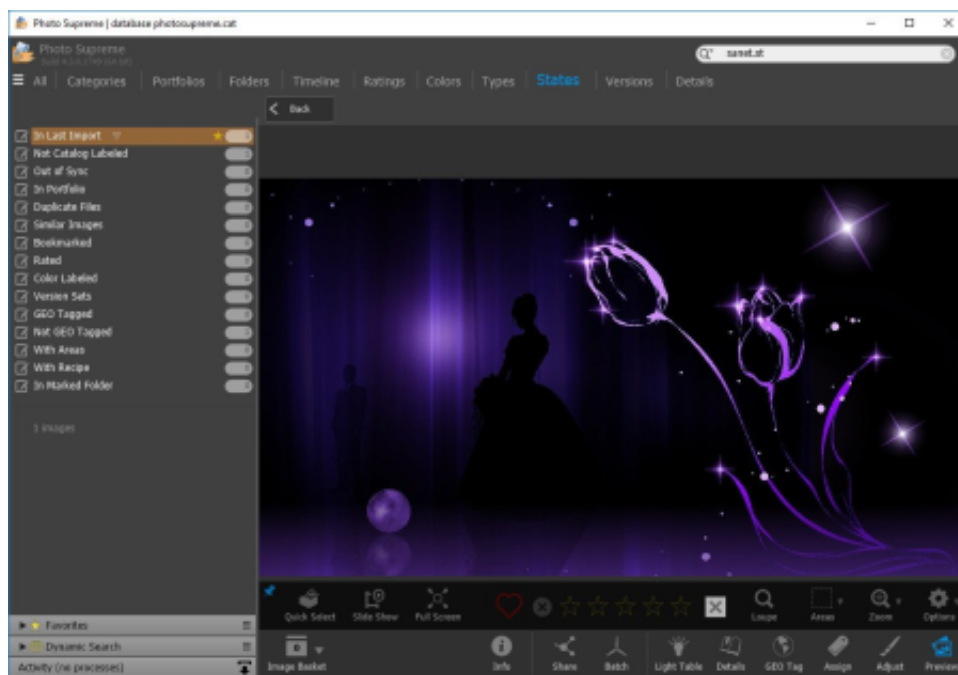 Photo Supreme | database photosupreme.cat
Photo Supreme
sanet.st
All Categories Portfolios Folders Timeline Ratings Colors Types States Versions Details
Back
In Last Import
Not Catalog Labeled
Out of Sync
In Portfolio
Duplicate Files
Similar Images
Bookmarked
Rated
Color Labeled
Version Sets
GEO Tagged
Not GEO Tagged
With Areas
With Recipe
In Marked Folder
1 images
Quick Select Slide Show Full Screen Loupe Areas Zoom Options
Favorites
Dynamic Search
Activity (no processes)
Image Basket Info Share Batch Light Table Details GEO Tag Assign Adjust Preview